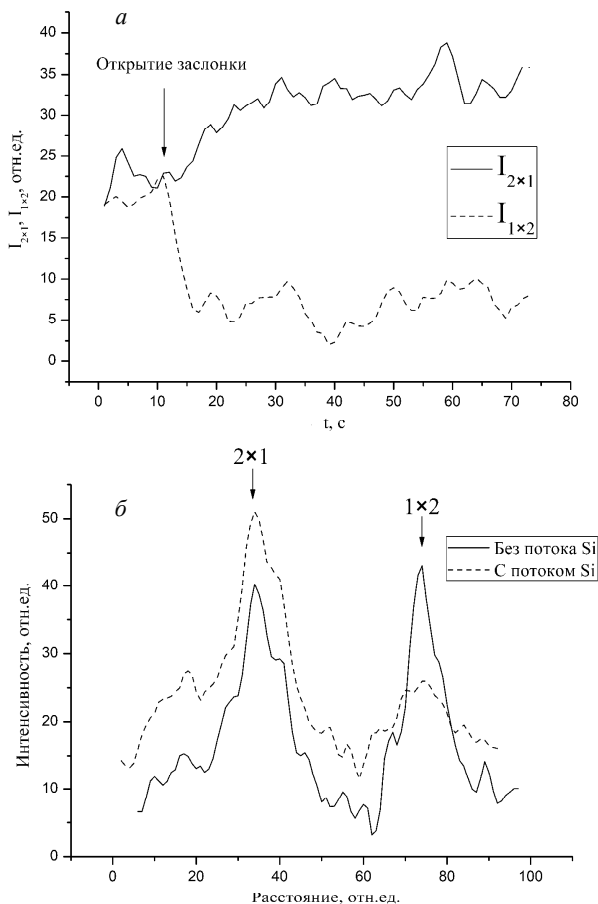 а
40
35
30
25
20
15
10
5
0
I2×1, I1×2, отн.ед.
Открытие заслонки
I2×1
I1×2
0 10 20 30 40 50 60 70 80
t, с
б
2×1
1×2
Без потока Si
С потоком Si
50
40
30
20
10
0
Интенсивность, отн.ед.
0 20 40 60 80 100
Расстояние, отн.ед.